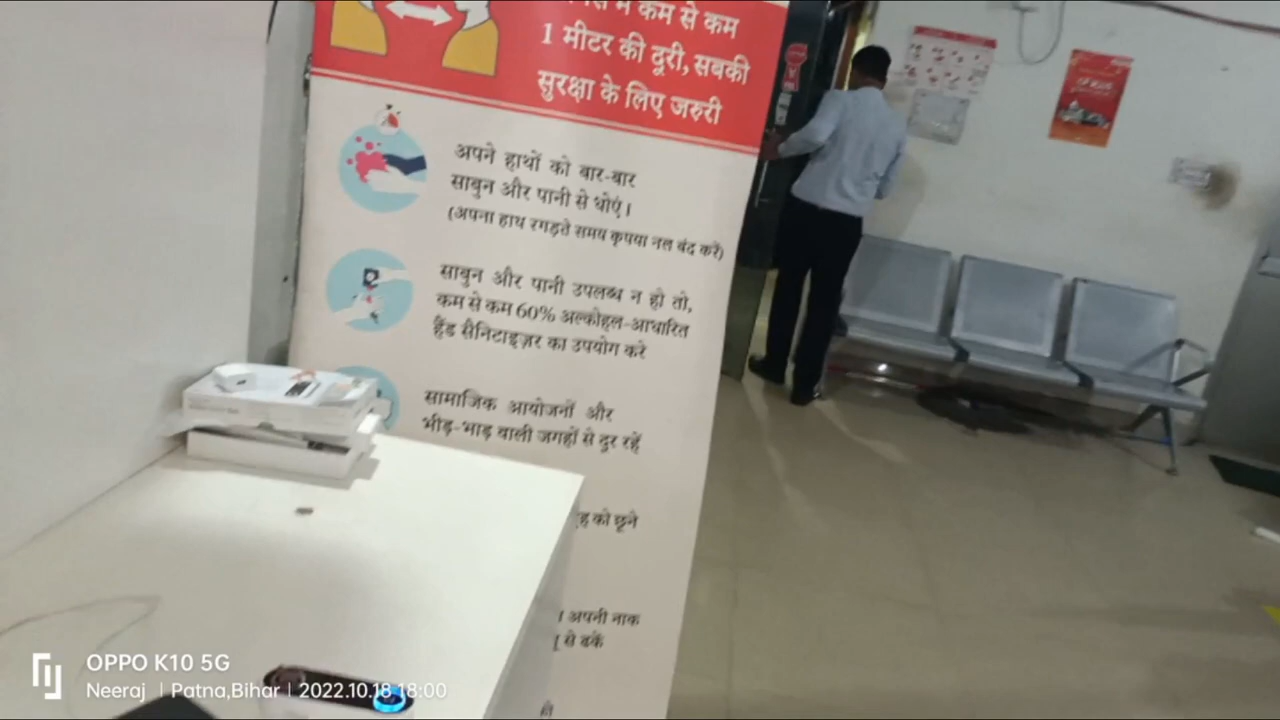 में कम से कम
1 मीटर की दूरी, सबकी
सुरक्षा के लिए जरुरी
अपने हाथों को बार-बार
साबुन और पानी से धोएं।
(अपना हाथ रगड़ते समय कृपया नल बंद करें)
साबुन और पानी उपलब्ध न हो तो,
कम से कम 60% अल्कोहल-आधारित
हैंड सैनिटाइज़र का उपयोग करे
सामाजिक आयोजनों और
भीड़-भाड़ वाली जगहों से दूर रहें
को छूने
अपनी नाक
से ढकें
OPPO K10 5G
Neeraj | Patna,Bihar | 2022.10.18 18:00